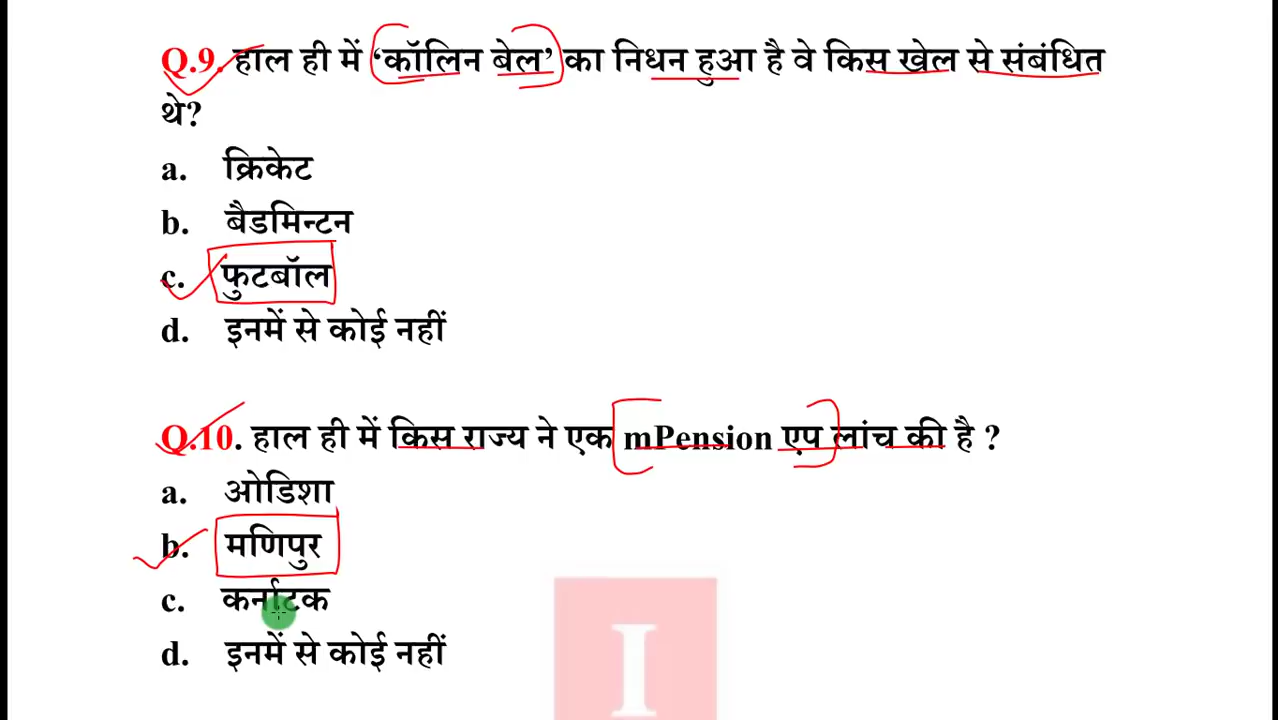 Q.9. हाल ही में ‘कॉलिन बेल’ का निधन हुआ है वे किस खेल से संबंधित
थे?
a. क्रिकेट
b. बैडमिन्टन
c. फुटबॉल
d. इनमें से कोई नहीं
Q.10. हाल ही में किस राज्य ने एक mPension एप लांच की है ?
a. ओडिशा
b. मणिपुर
c. कर्नाटक
d. इनमें से कोई नहीं
I